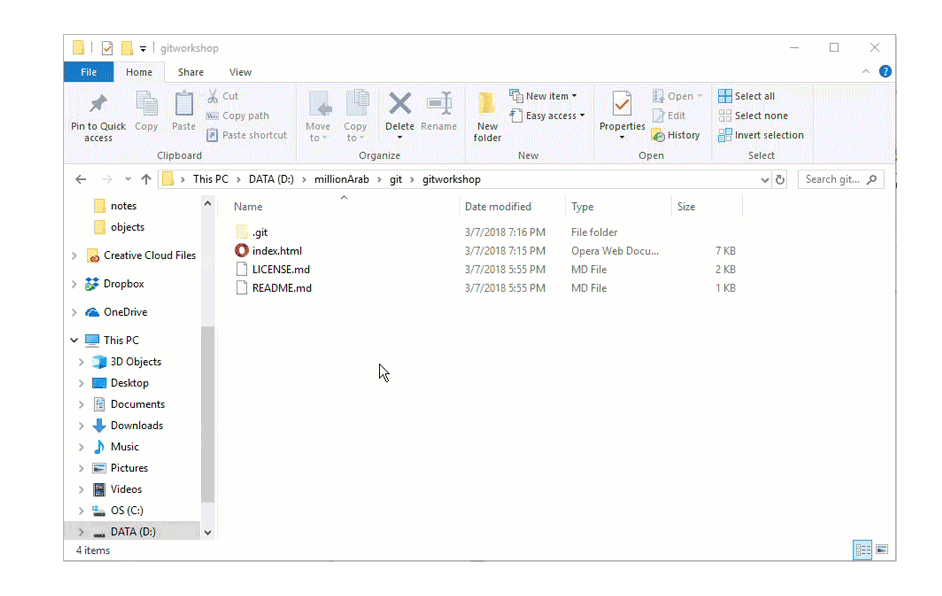 gitworkshop
File Home Share View
Pin to Quick access
Copy
Paste
Cut
Copy path
Paste shortcut
Clipboard
Move to
Copy to
Delete
Rename
Organize
New folder
New item
Easy access
New
Properties
Open
Edit
History
Open
Select all
Select none
Invert selection
Select
This PC > DATA (D:) > millionArab > git > gitworkshop
Search git...
Name Date modified Type Size
.git 3/7/2018 7:16 PM File folder
index.html 3/7/2018 7:15 PM Opera Web Docu... 7 KB
LICENSE.md 3/7/2018 5:55 PM MD File 2 KB
README.md 3/7/2018 5:55 PM MD File 1 KB
notes
objects
Creative Cloud Files
Dropbox
OneDrive
This PC
3D Objects
Desktop
Documents
Downloads
Music
Pictures
Videos
OS (C:)
DATA (D:)
4 items